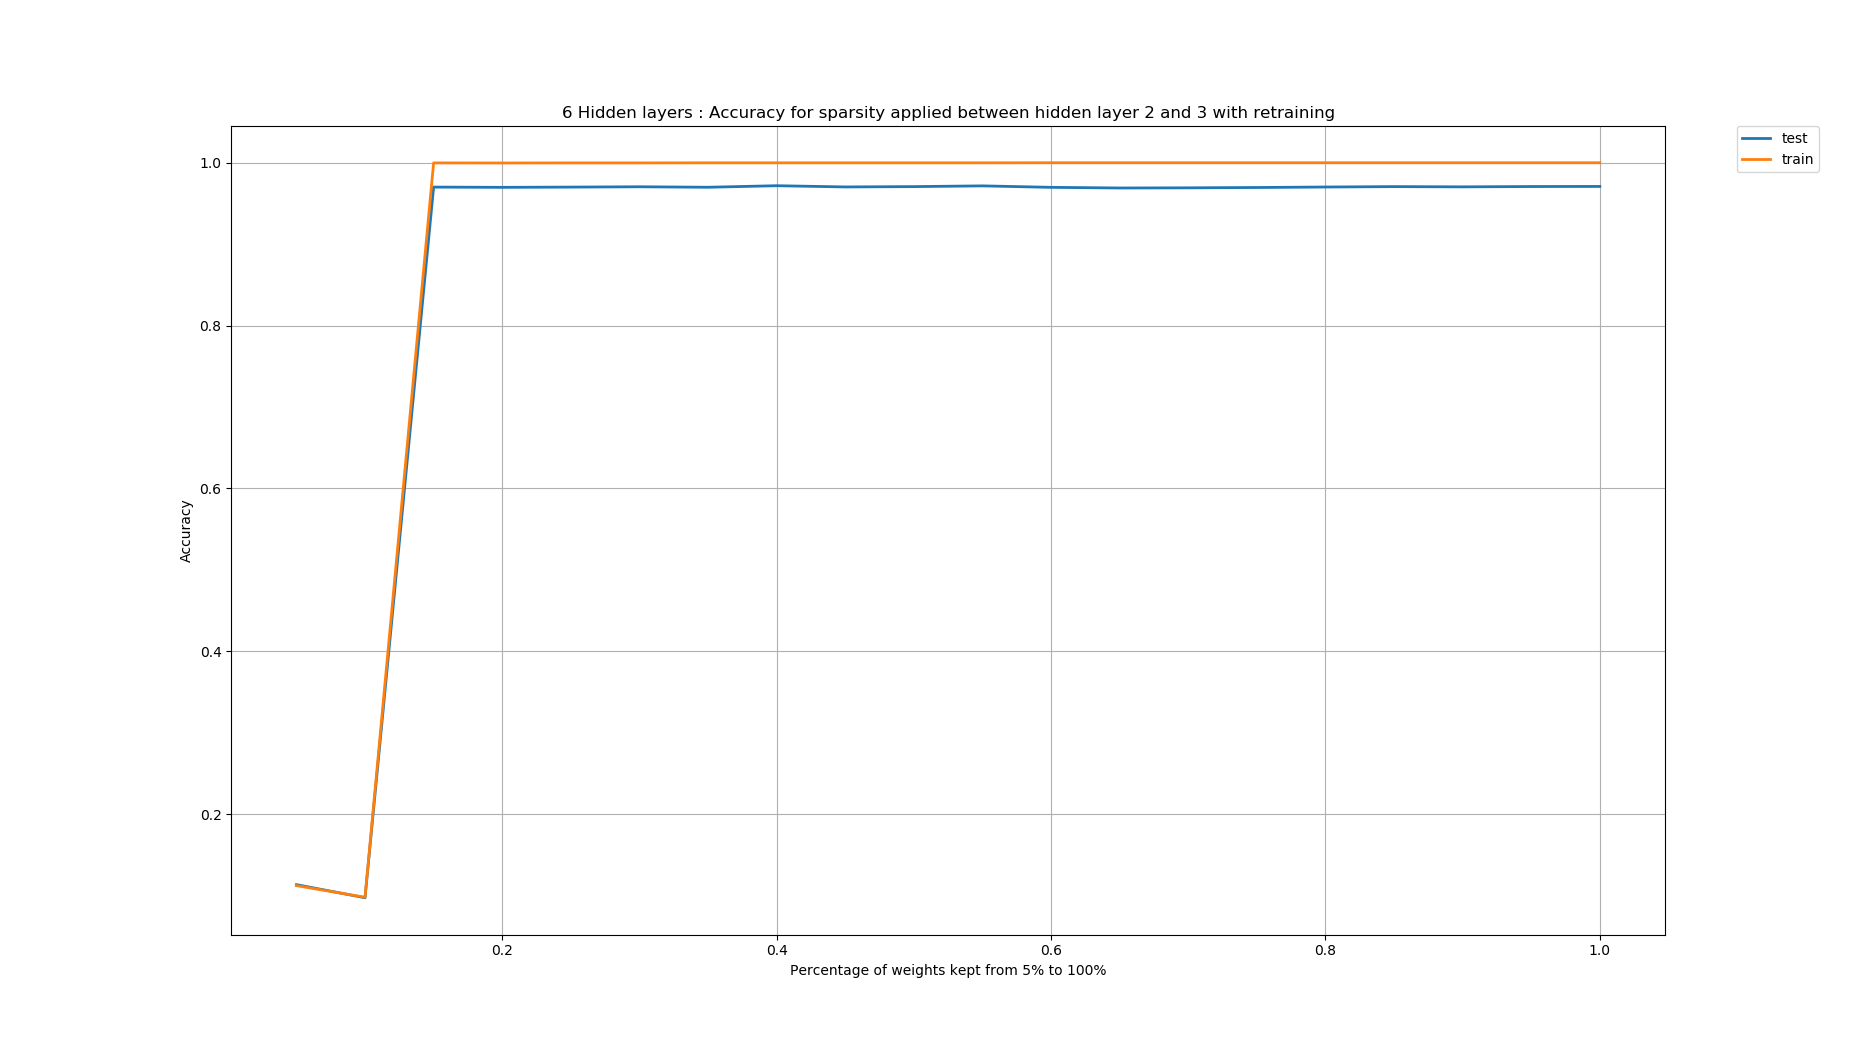 6 Hidden layers : Accuracy for sparsity applied between hidden layer 2 and 3 with retraining
test
train
1.0
0.8
0.6
0.4
0.2
Accuracy
0.2 0.4 0.6 0.8 1.0
Percentage of weights kept from 5% to 100%